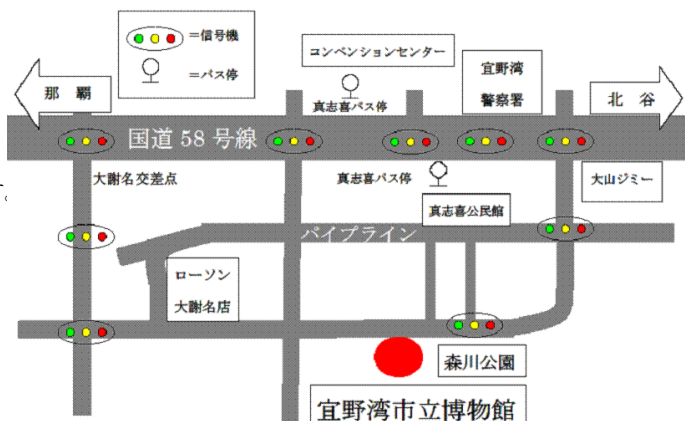 =信号機
=バス停
コンベンションセンター
宜野湾
警察署
那 覇
北 谷
真志喜バス停
国道 58 号線
大謝名交差点
真志喜バス停
大山ジミー
真志喜公民館
パイプライン
ローソン
大謝名店
森川公園
宜野湾市立博物館